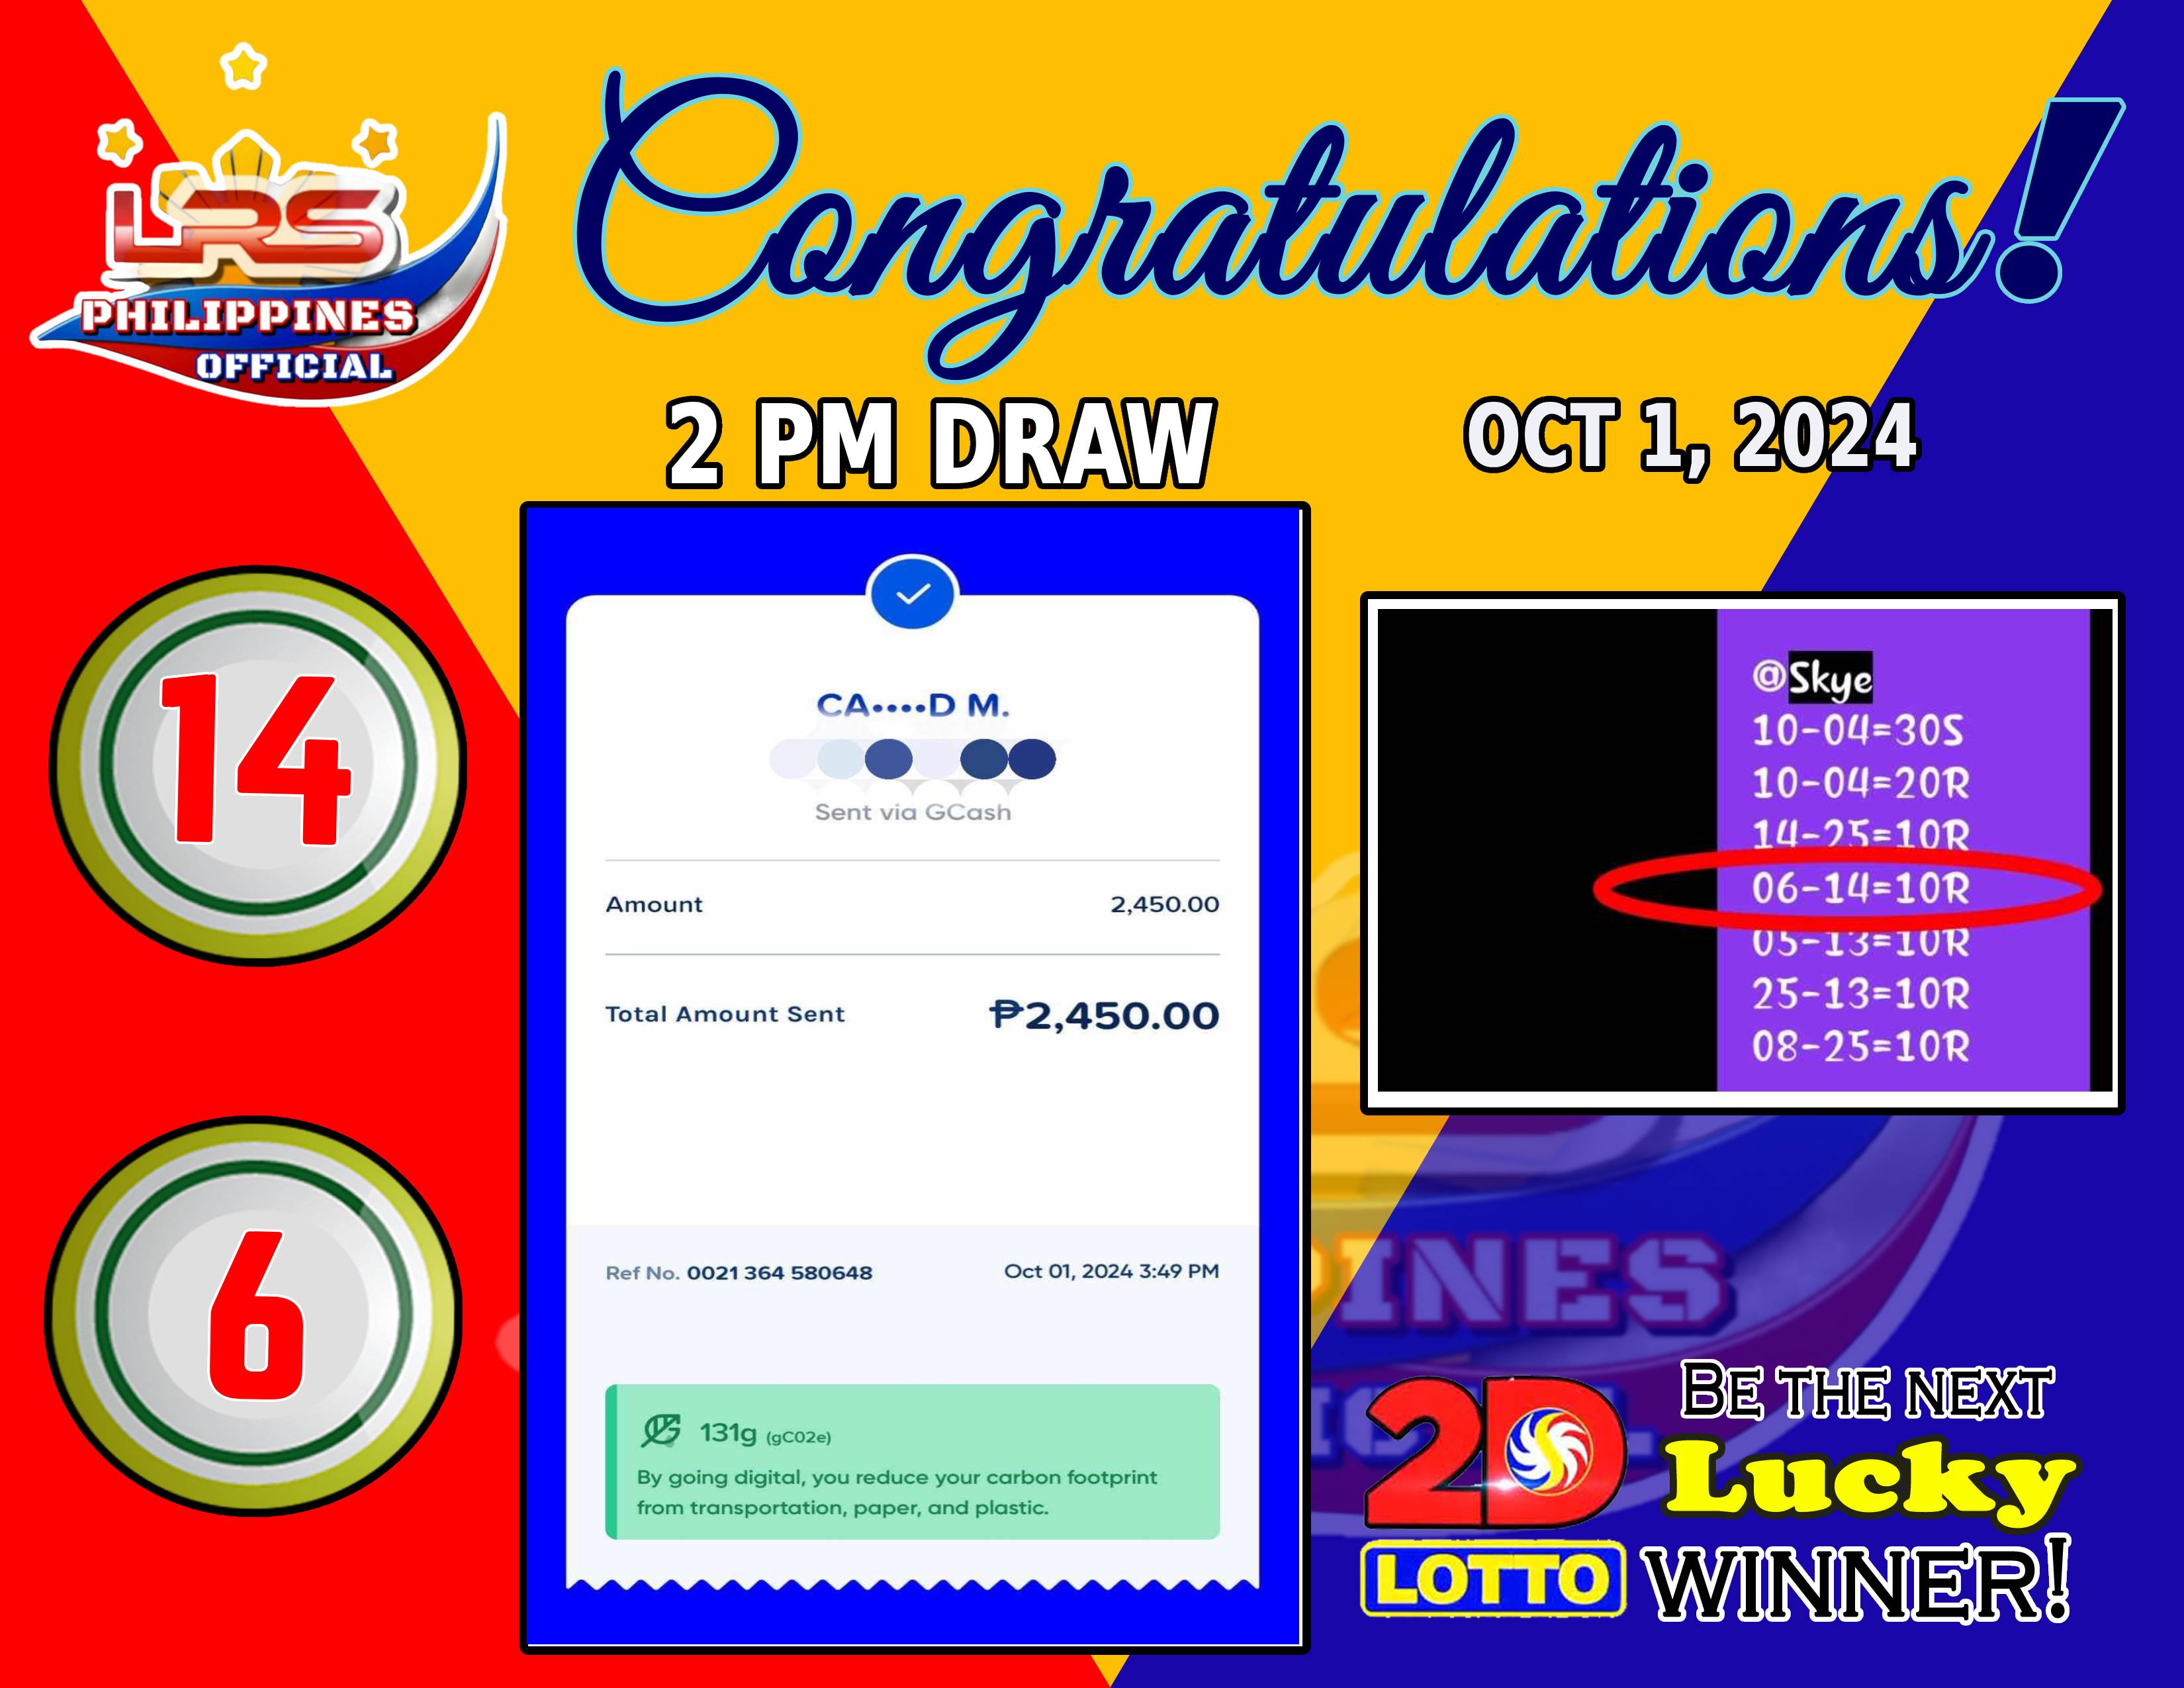 LRS
PHILIPPINES
OFFICIAL
Congratulations!
2 PM DRAW
OCT 1, 2024
14
6
CA••••D M.
Sent via GCash
Amount 2,450.00
Total Amount Sent ₱2,450.00
Ref No. 0021 364 580648 Oct 01, 2024 3:49 PM
131g (gCO2e)
By going digital, you reduce your carbon footprint
from transportation, paper, and plastic.
@Skye
10-04=30S
10-04=20R
14-25=10R
06-14=10R
05-13=10R
25-13=10R
08-25=10R
PINES
2D
LOTTO
BE THE NEXT
Lucky
WINNER!